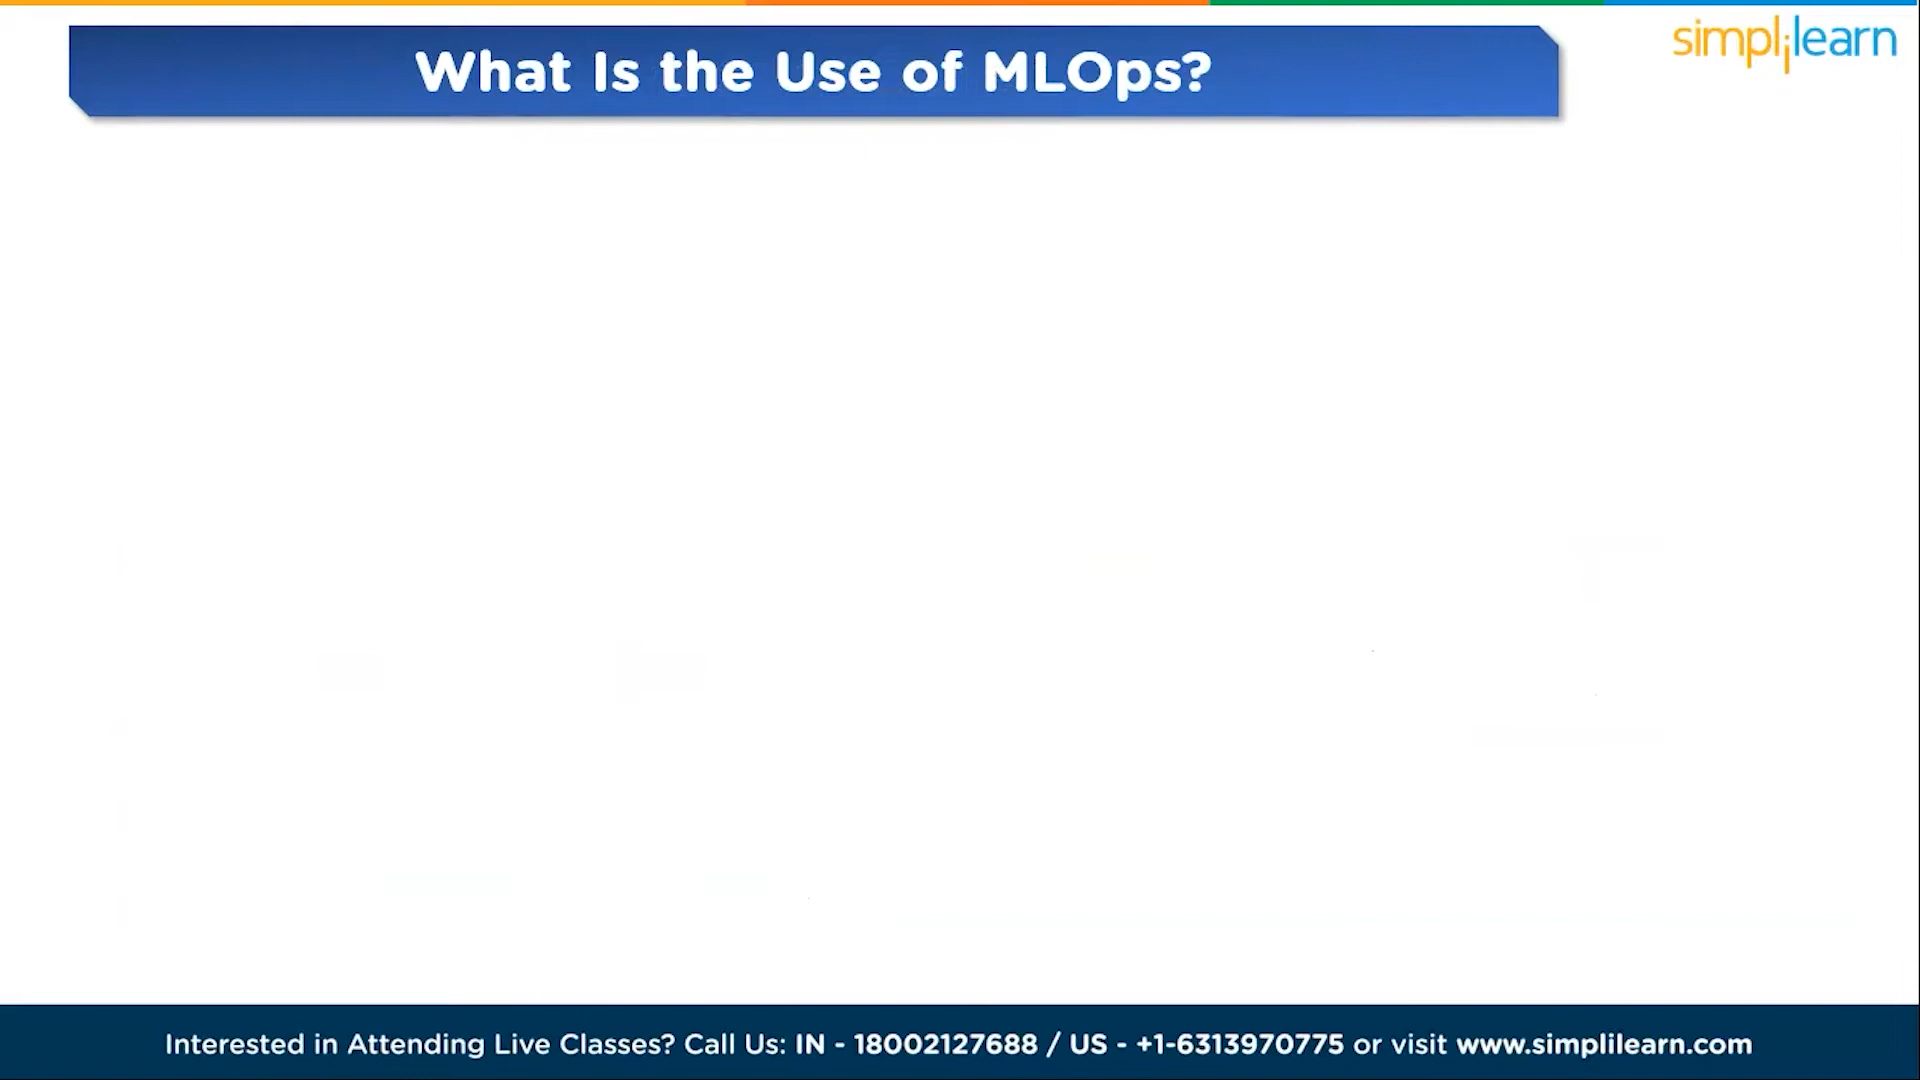 What Is the Use of MLOps?
simplilearn
Interested in Attending Live Classes? Call Us: IN - 18002127688 / US - +1-6313970775 or visit www.simplilearn.com